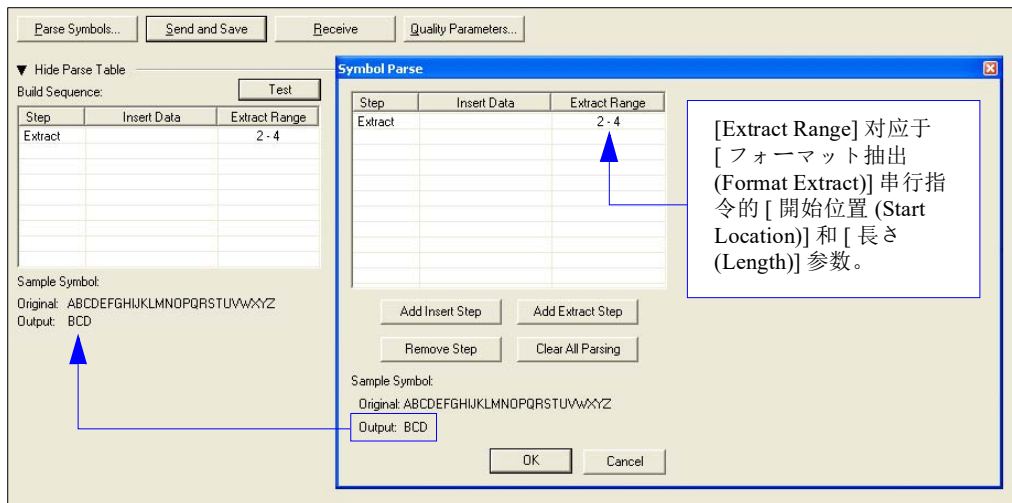 Parse Symbols... Send and Save Receive Quality Parameters...
▼ Hide Parse Table
Build Sequence: Test
Step Insert Data Extract Range
Extract 2 - 4
Sample Symbol:
Original: ABCDEFGHIJKLMNOPQRSTUVWXYZ
Output: BCD
Symbol Parse
Step Insert Data Extract Range
Extract 2 - 4
Add Insert Step Add Extract Step
Remove Step Clear All Parsing
Sample Symbol:
Original: ABCDEFGHIJKLMNOPQRSTUVWXYZ
Output: BCD
OK Cancel
[Extract Range] 对应于
[ フォーマット抽出
(Format Extract)] 串行指
令的 [ 開始位置 (Start
Location)] 和 [ 長さ
(Length)] 参数。